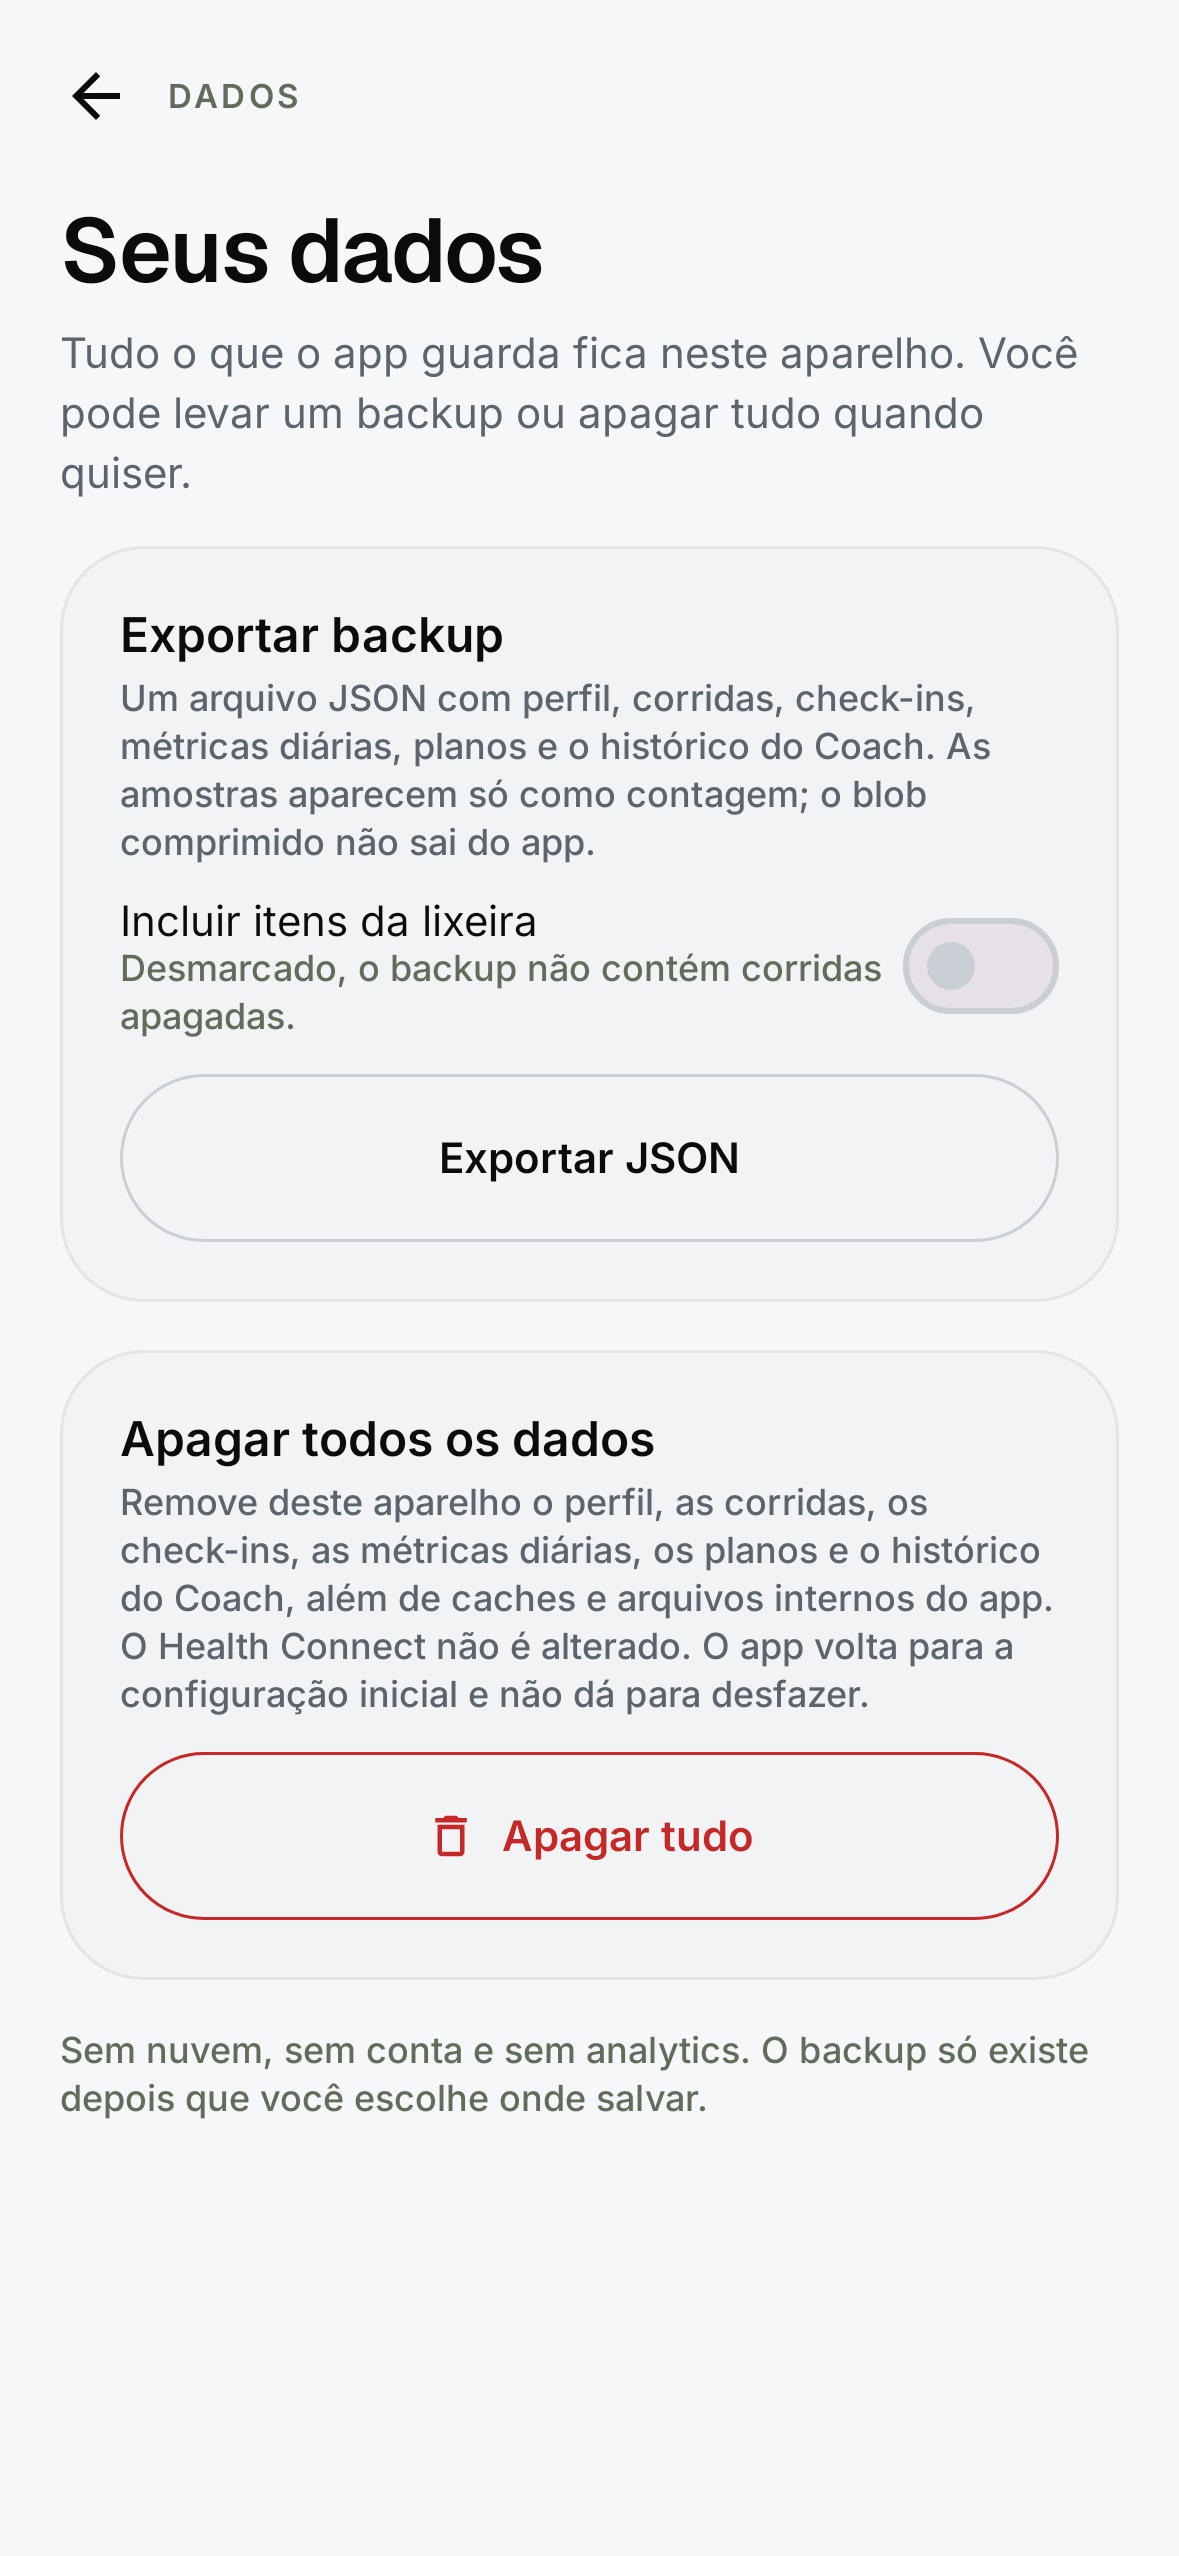 DADOS
Seus dados
Tudo o que o app guarda fica neste aparelho. Você
pode levar um backup ou apagar tudo quando
quiser.
Exportar backup
Um arquivo JSON com perfil, corridas, check-ins,
métricas diárias, planos e o histórico do Coach. As
amostras aparecem só como contagem; o blob
comprimido não sai do app.
Incluir itens da lixeira
Desmarcado, o backup não contém corridas
apagadas.
Exportar JSON
Apagar todos os dados
Remove deste aparelho o perfil, as corridas, os
check-ins, as métricas diárias, os planos e o histórico
do Coach, além de caches e arquivos internos do app.
O Health Connect não é alterado. O app volta para a
configuração inicial e não dá para desfazer.
Apagar tudo
Sem nuvem, sem conta e sem analytics. O backup só existe
depois que você escolhe onde salvar.